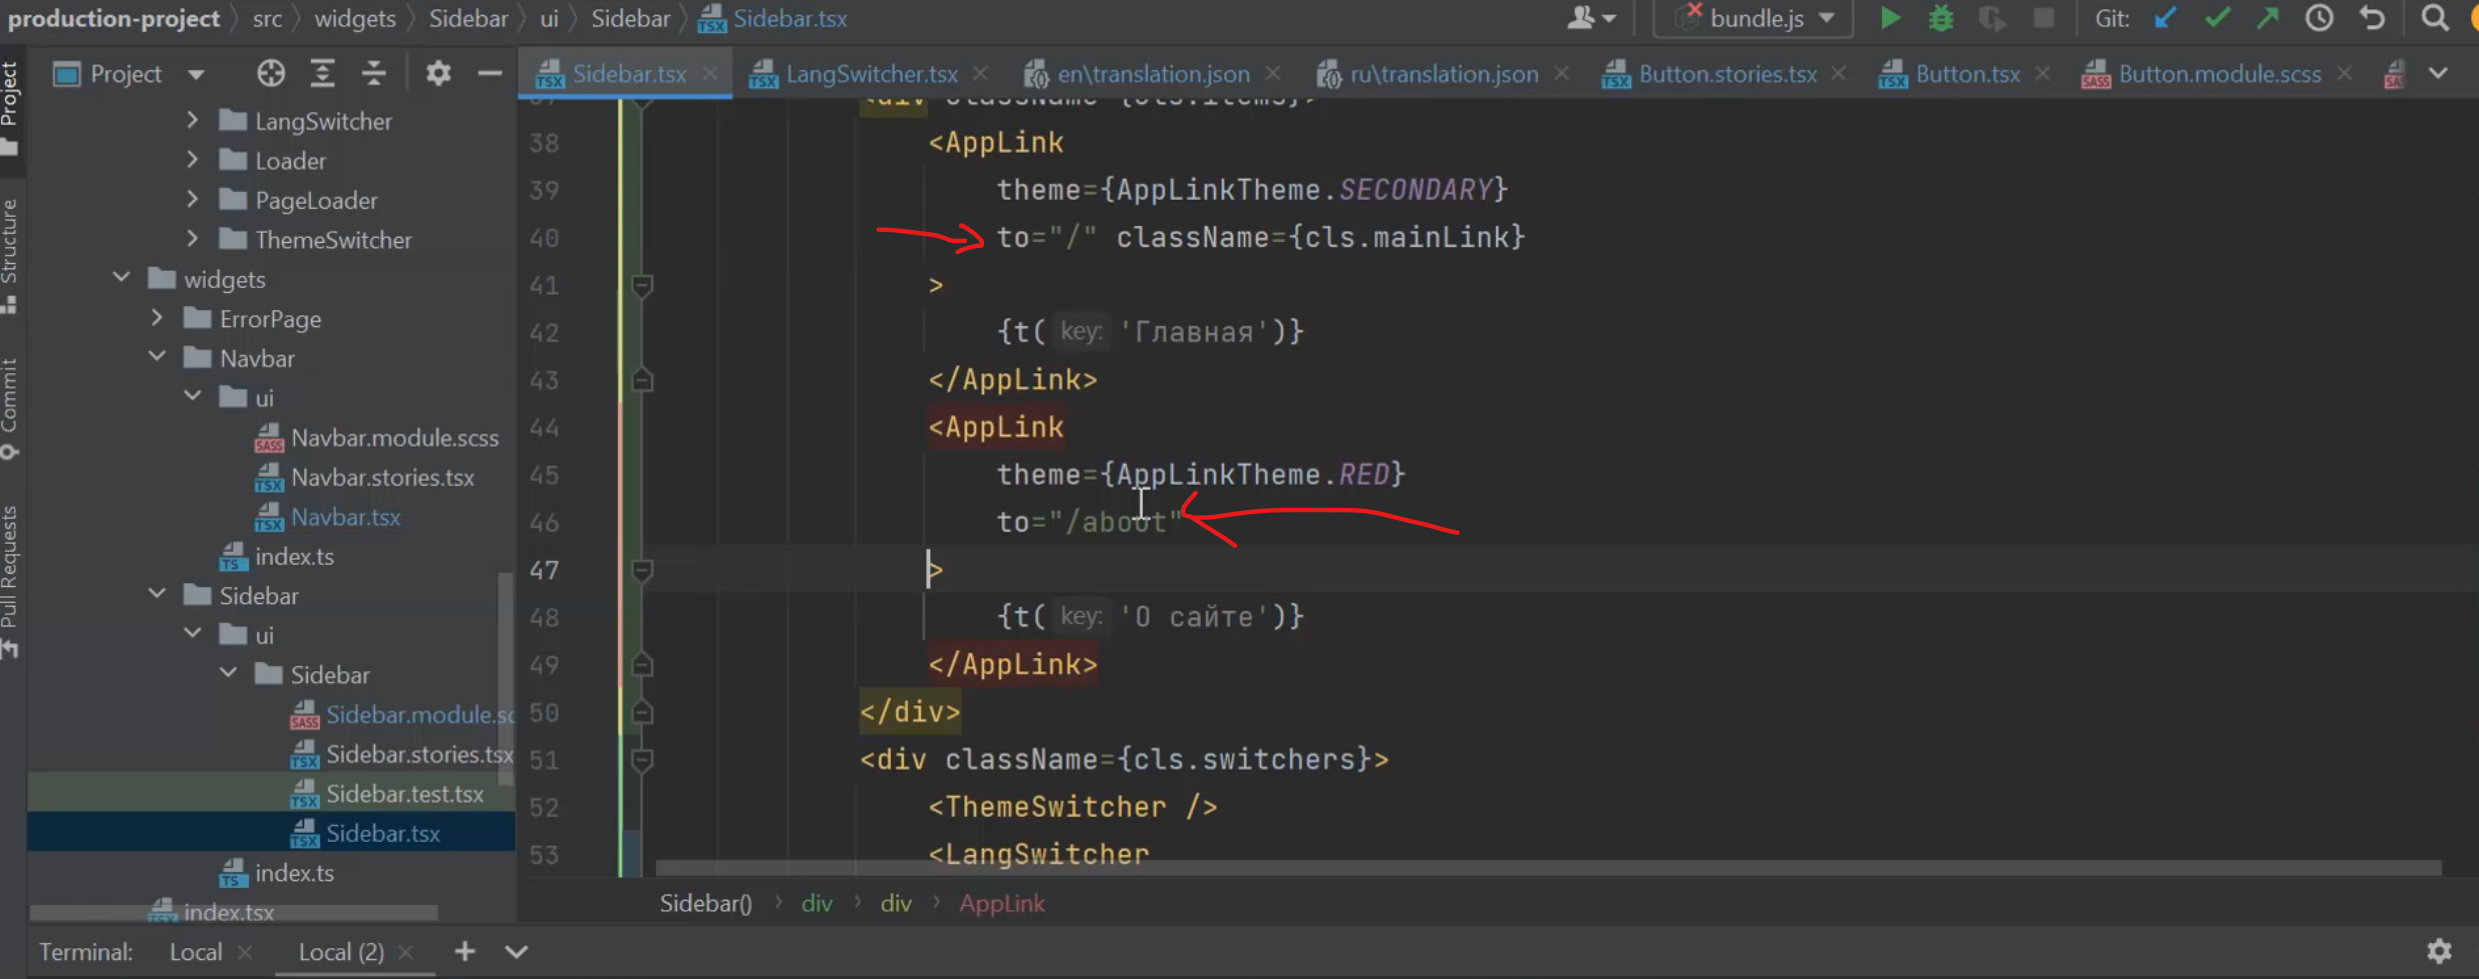 production-project src widgets Sidebar ui Sidebar Sidebar.tsx bundle.js Git:
Project
Sidebar.tsx LangSwitcher.tsx en\translation.json ru\translation.json Button.stories.tsx Button.tsx Button.module.scss
Project
Structure
Commit
Pull Requests
LangSwitcher
Loader
PageLoader
ThemeSwitcher
widgets
ErrorPage
Navbar
ui
Navbar.module.scss
Navbar.stories.tsx
Navbar.tsx
index.ts
Sidebar
ui
Sidebar
Sidebar.module.sc
Sidebar.stories.tsx
Sidebar.test.tsx
Sidebar.tsx
index.ts
index.tsx
37 <div className={cls.items}>
38 <AppLink
39 theme={AppLinkTheme.SECONDARY}
40 to="/" className={cls.mainLink}
41 >
42 {t( key: 'Главная')}
43 </AppLink>
44 <AppLink
45 theme={AppLinkTheme.RED}
46 to="/about"
47 >
48 {t( key: 'О сайте')}
49 </AppLink>
50 </div>
51 <div className={cls.switchers}>
52 <ThemeSwitcher />
53 <LangSwitcher
Sidebar() div div AppLink
Terminal: Local Local (2)